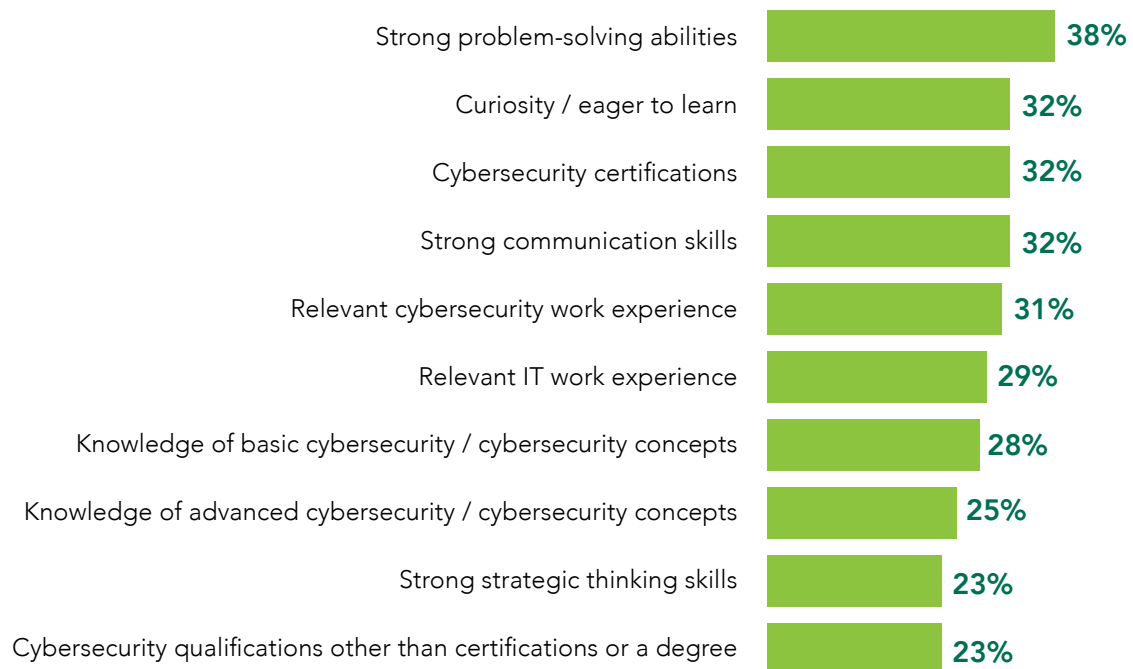 Strong problem-solving abilities 38%
Curiosity / eager to learn 32%
Cybersecurity certifications 32%
Strong communication skills 32%
Relevant cybersecurity work experience 31%
Relevant IT work experience 29%
Knowledge of basic cybersecurity / cybersecurity concepts 28%
Knowledge of advanced cybersecurity / cybersecurity concepts 25%
Strong strategic thinking skills 23%
Cybersecurity qualifications other than certifications or a degree 23%